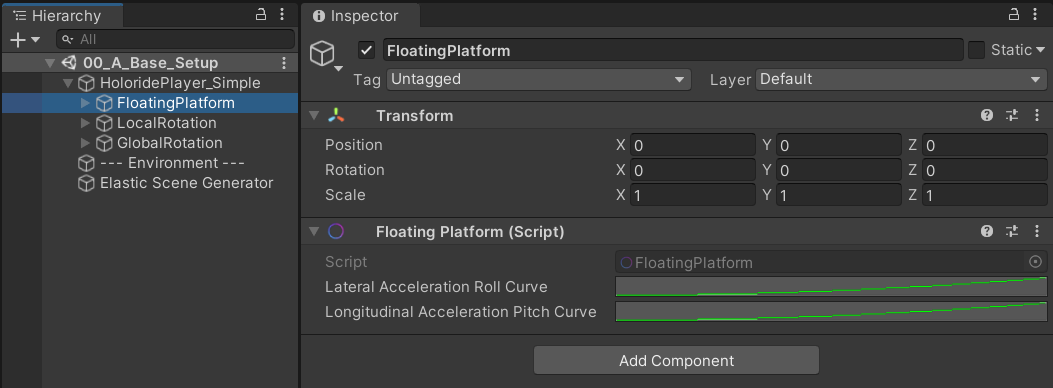 Hierarchy
All
00_A_Base_Setup
HoloridePlayer_Simple
FloatingPlatform
LocalRotation
GlobalRotation
--- Environment ---
Elastic Scene Generator
Inspector
FloatingPlatform
Static
Tag Untagged Layer Default
Transform
Position X 0 Y 0 Z 0
Rotation X 0 Y 0 Z 0
Scale X 1 Y 1 Z 1
Floating Platform (Script)
Script FloatingPlatform
Lateral Acceleration Roll Curve
Longitudinal Acceleration Pitch Curve
Add Component